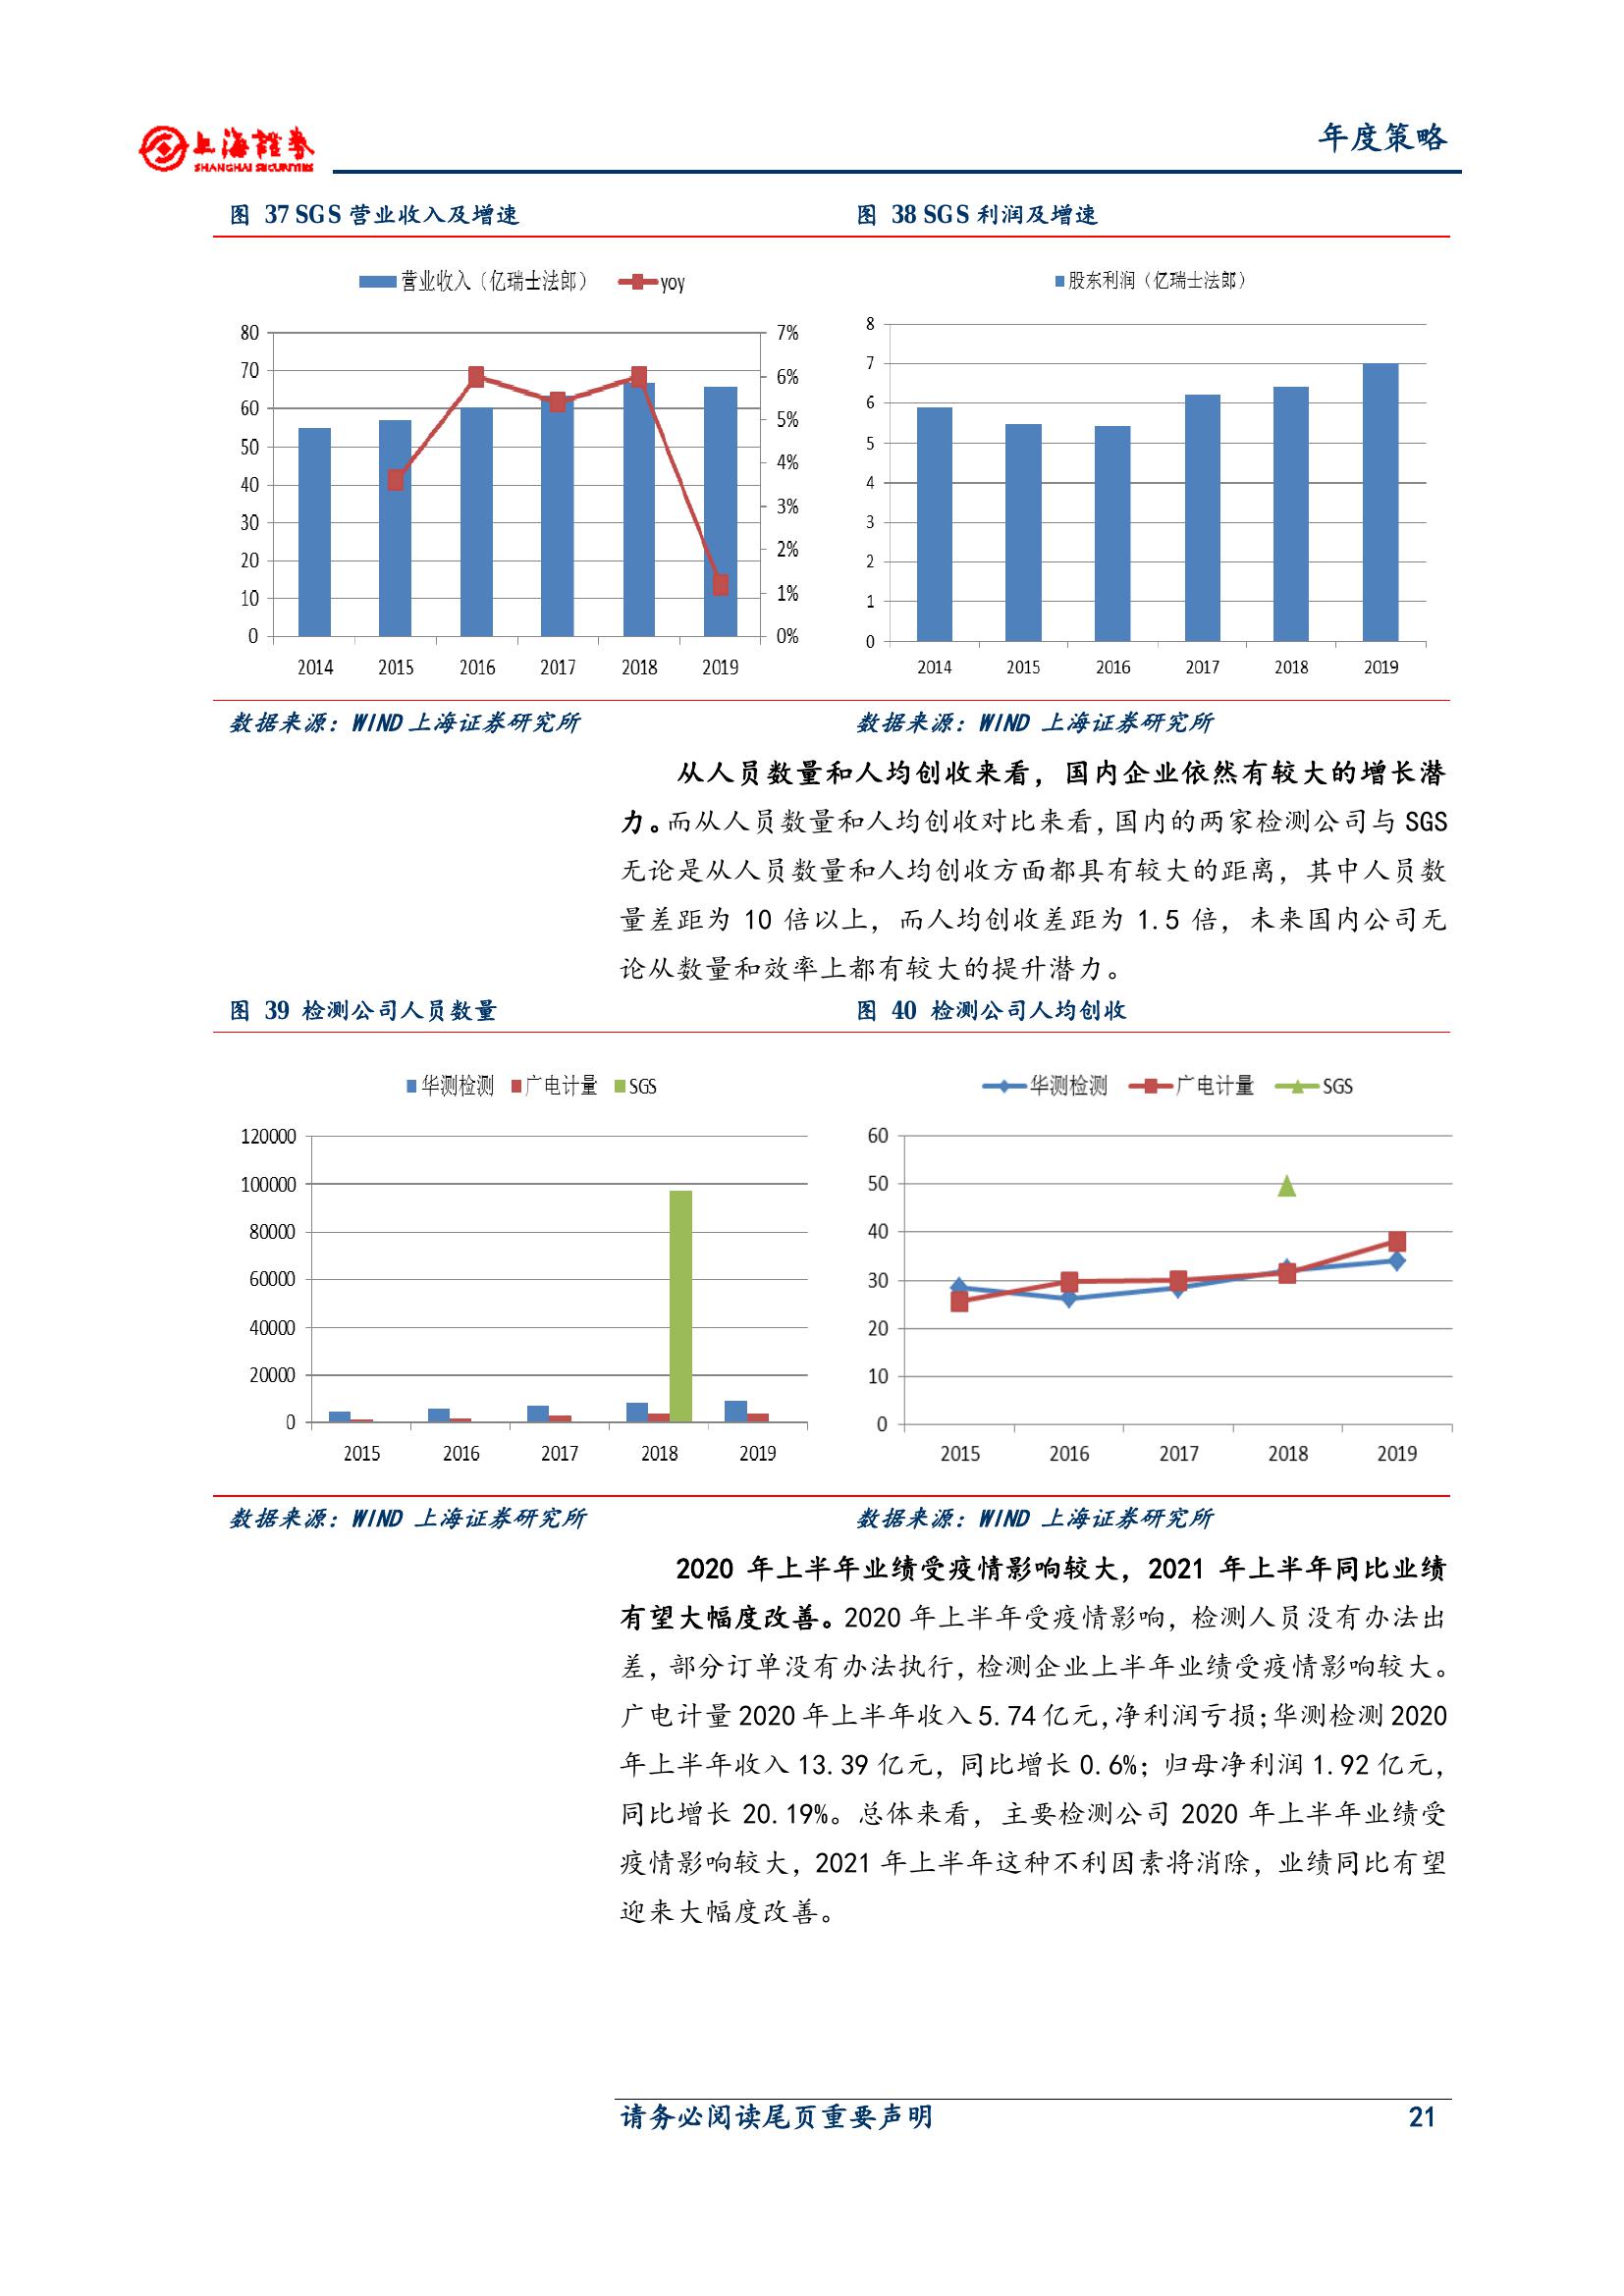 上海證券
SHANGHAI SECURITIES
年度策略
图 37 SGS 营业收入及增速
图 38 SGS 利润及增速
营业收入（亿瑞士法郎）
yoy
80
70
60
50
40
30
20
10
0
7%
6%
5%
4%
3%
2%
1%
0%
2014 2015 2016 2017 2018 2019
股东利润（亿瑞士法郎）
8
7
6
5
4
3
2
1
0
2014 2015 2016 2017 2018 2019
数据来源：WIND 上海证券研究所
数据来源：WIND 上海证券研究所
从人员数量和人均创收来看，国内企业依然有较大的增长潜
力。而从人员数量和人均创收对比来看，国内的两家检测公司与 SGS
无论是从人员数量和人均创收方面都具有较大的距离，其中人员数
量差距为 10 倍以上，而人均创收差距为 1.5 倍，未来国内公司无
论从数量和效率上都有较大的提升潜力。
图 39 检测公司人员数量
图 40 检测公司人均创收
华测检测 广电计量 SGS
120000
100000
80000
60000
40000
20000
0
2015 2016 2017 2018 2019
华测检测 广电计量 SGS
60
50
40
30
20
10
0
2015 2016 2017 2018 2019
数据来源：WIND 上海证券研究所
数据来源：WIND 上海证券研究所
2020 年上半年业绩受疫情影响较大，2021 年上半年同比业绩
有望大幅度改善。2020 年上半年受疫情影响，检测人员没有办法出
差，部分订单没有办法执行，检测企业上半年业绩受疫情影响较大。
广电计量 2020 年上半年收入 5.74 亿元，净利润亏损；华测检测 2020
年上半年收入 13.39 亿元，同比增长 0.6%；归母净利润 1.92 亿元，
同比增长 20.19%。总体来看，主要检测公司 2020 年上半年业绩受
疫情影响较大，2021 年上半年这种不利因素将消除，业绩同比有望
迎来大幅度改善。
请务必阅读尾页重要声明
21